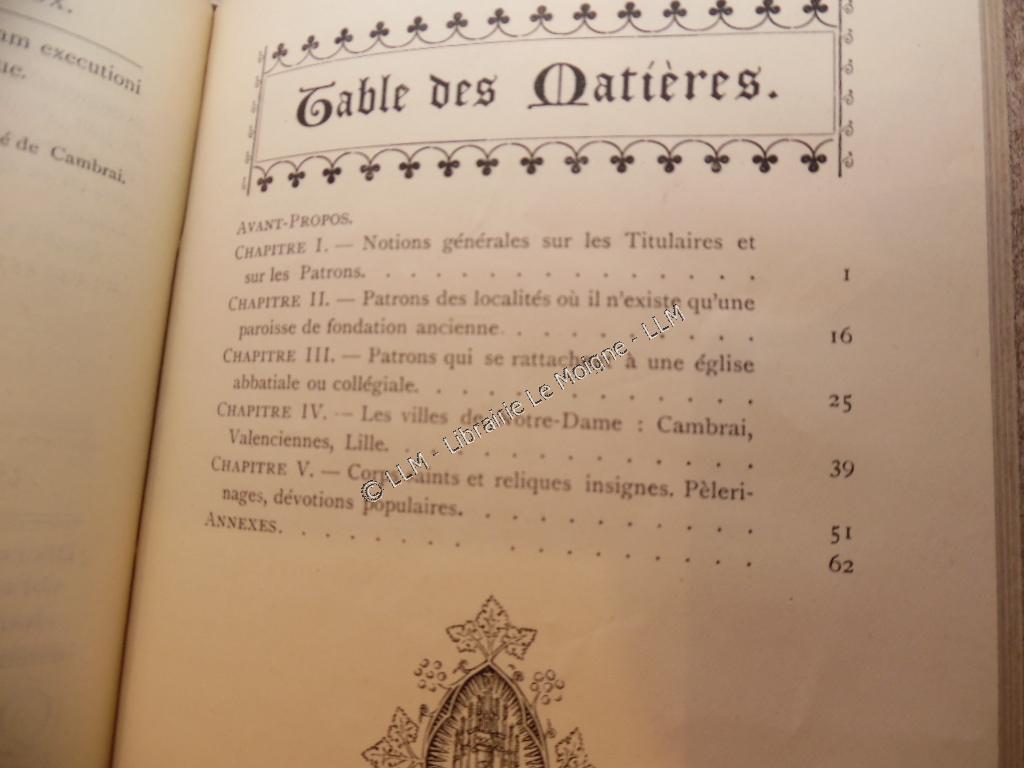 am executioni
ue.
é de Cambrai.
Table des Matières.
AVANT-PROPOS.
CHAPITRE I. — Notions générales sur les Titulaires et
sur les Patrons. . . . . . . . . . . . . . . 1
CHAPITRE II. — Patrons des localités où il n'existe qu'une
paroisse de fondation ancienne. . . . . . . . . . 16
CHAPITRE III. — Patrons qui se rattachent à une église
abbatiale ou collégiale. . . . . . . . . . . . . 25
CHAPITRE IV. — Les villes de Notre-Dame : Cambrai,
Valenciennes, Lille. . . . . . . . . . . . . . 39
CHAPITRE V. — Corps saints et reliques insignes. Pèleri-
nages, dévotions populaires. . . . . . . . . . . 51
ANNEXES. . . . . . . . . . . . . . . . 62
© LLM - Librairie Le Moigne - LLM